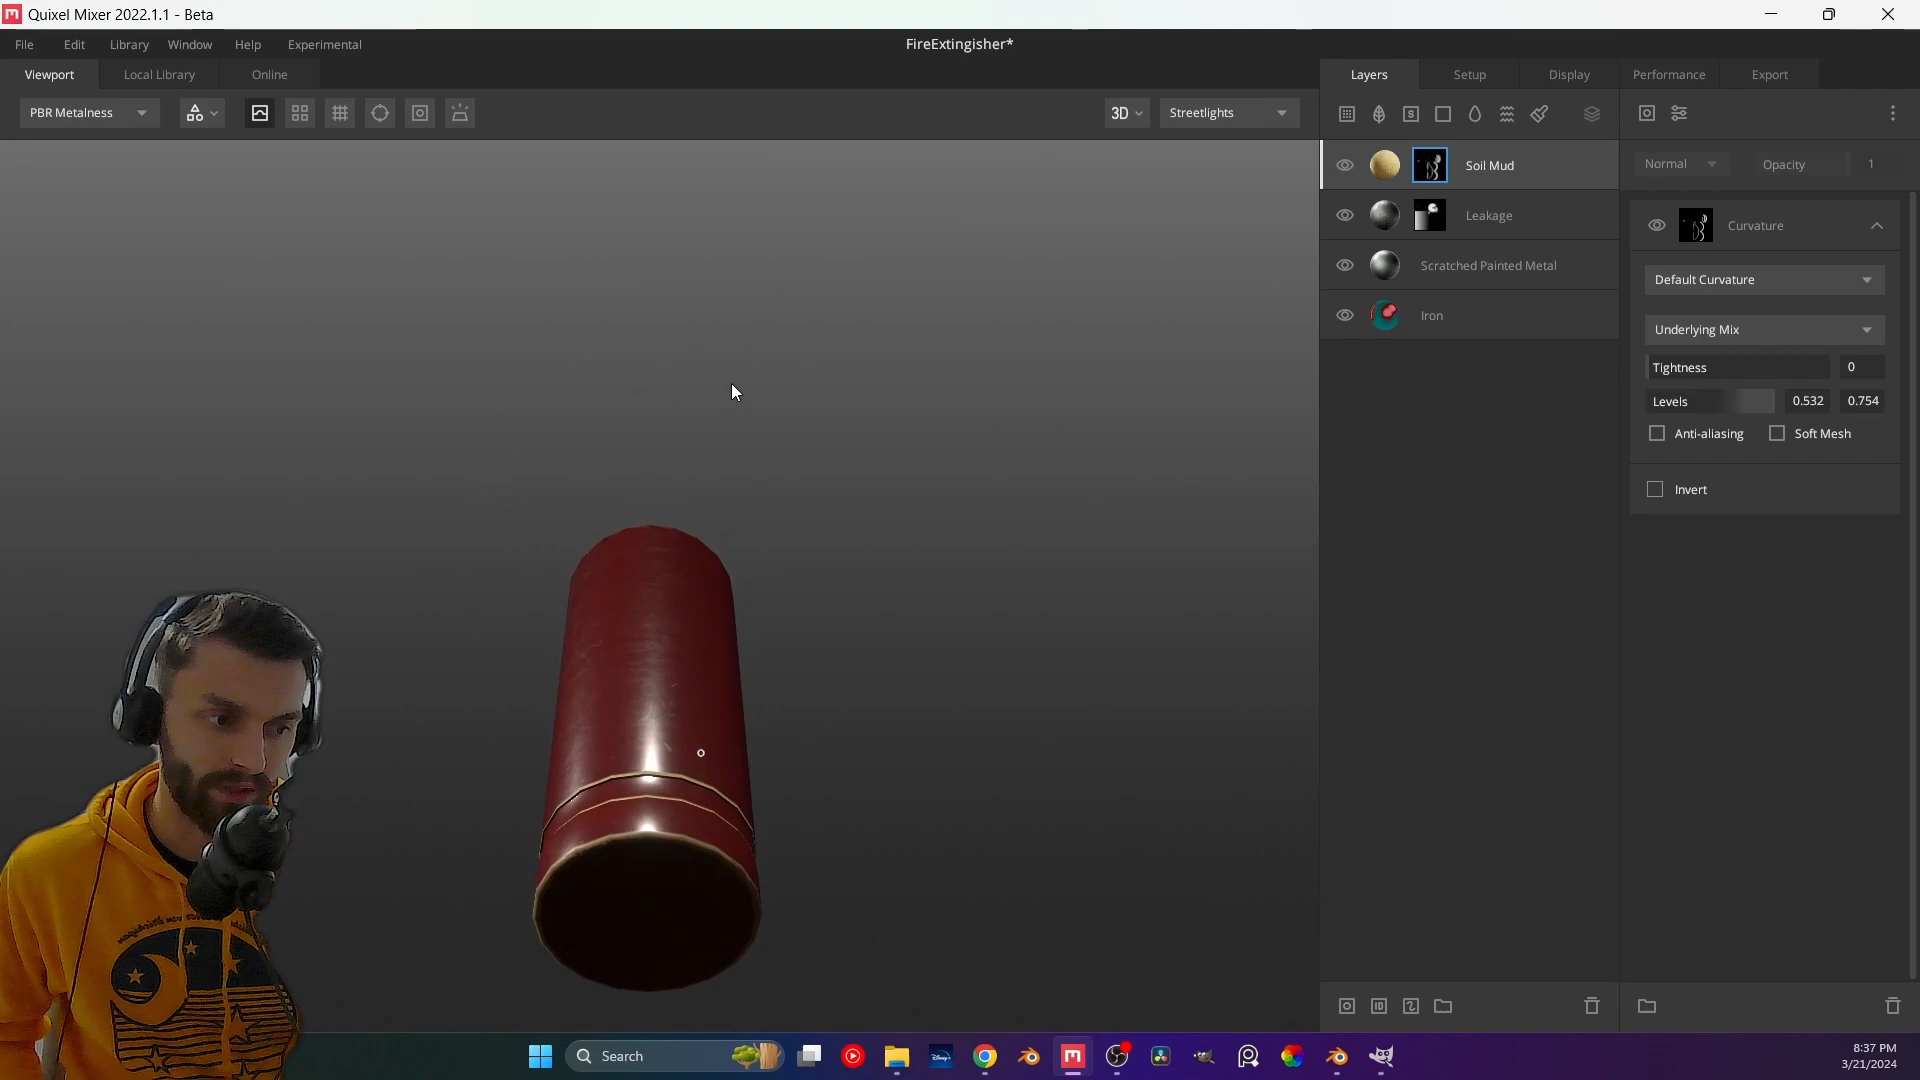 Quixel Mixer 2022.1.1 - Beta
File Edit Library Window Help Experimental
FireExtingisher*
Viewport Local Library Online
Layers Setup Display Performance Export
PBR Metalness
3D Streetlights
Soil Mud
Normal Opacity 1
Leakage
Curvature
Scratched Painted Metal
Default Curvature
Iron
Underlying Mix
Tightness 0
Levels 0.532 0.754
Anti-aliasing Soft Mesh
Invert
Search
8:37 PM
3/21/2024